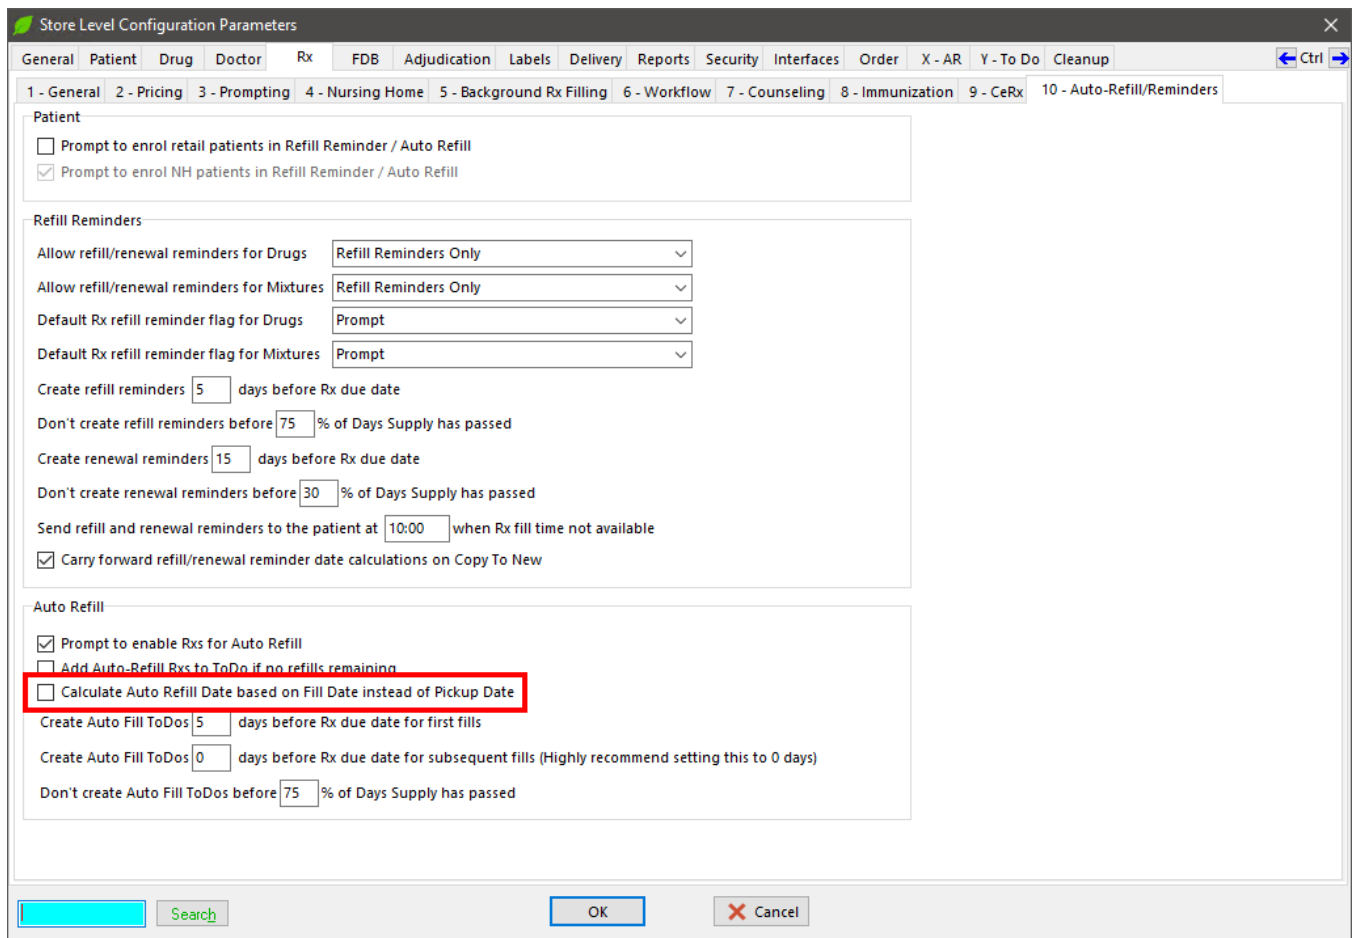 Store Level Configuration Parameters
General Patient Drug Doctor Rx FDB Adjudication Labels Delivery Reports Security Interfaces Order X - AR Y - To Do Cleanup Ctrl
1 - General 2 - Pricing 3 - Prompting 4 - Nursing Home 5 - Background Rx Filling 6 - Workflow 7 - Counseling 8 - Immunization 9 - CeRx 10 - Auto-Refill/Reminders
Patient
Prompt to enrol retail patients in Refill Reminder / Auto Refill
Prompt to enrol NH patients in Refill Reminder / Auto Refill
Refill Reminders
Allow refill/renewal reminders for Drugs Refill Reminders Only
Allow refill/renewal reminders for Mixtures Refill Reminders Only
Default Rx refill reminder flag for Drugs Prompt
Default Rx refill reminder flag for Mixtures Prompt
Create refill reminders 5 days before Rx due date
Don't create refill reminders before 75 % of Days Supply has passed
Create renewal reminders 15 days before Rx due date
Don't create renewal reminders before 30 % of Days Supply has passed
Send refill and renewal reminders to the patient at 10:00 when Rx fill time not available
Carry forward refill/renewal reminder date calculations on Copy To New
Auto Refill
Prompt to enable Rxs for Auto Refill
Add Auto-Refill Rxs to ToDo if no refills remaining
Calculate Auto Refill Date based on Fill Date instead of Pickup Date
Create Auto Fill ToDos 5 days before Rx due date for first fills
Create Auto Fill ToDos 0 days before Rx due date for subsequent fills (Highly recommend setting this to 0 days)
Don't create Auto Fill ToDos before 75 % of Days Supply has passed
Search OK Cancel